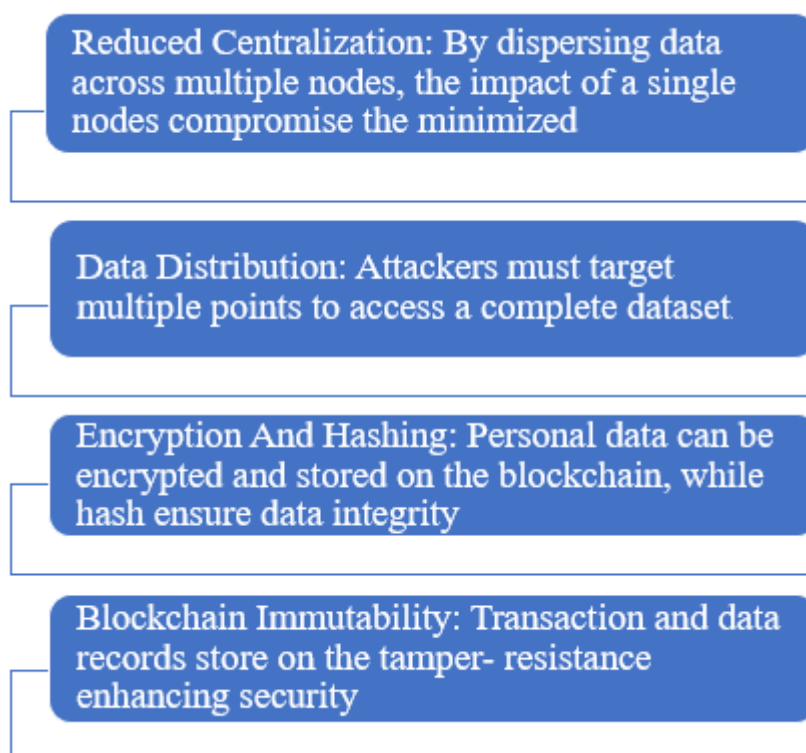 Reduced Centralization: By dispersing data
across multiple nodes, the impact of a single
nodes compromise the minimized
Data Distribution: Attackers must target
multiple points to access a complete dataset.
Encryption And Hashing: Personal data can be
encrypted and stored on the blockchain, while
hash ensure data integrity
Blockchain Immutability: Transaction and data
records store on the tamper- resistance
enhancing security